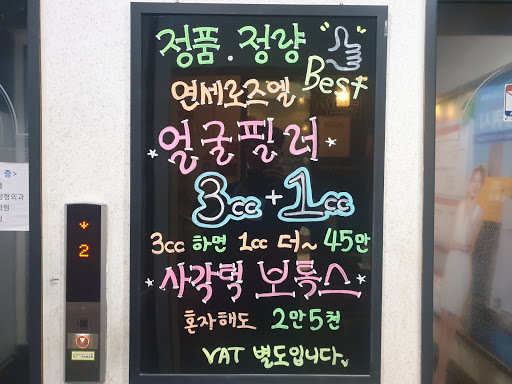 정품.정량
Best
연세로즈엘
얼굴필러
3cc+1cc
3cc 하면 1cc 더~ 45만
사각턱 보톡스
혼자해도 2만5천
VAT 별도입니다
2